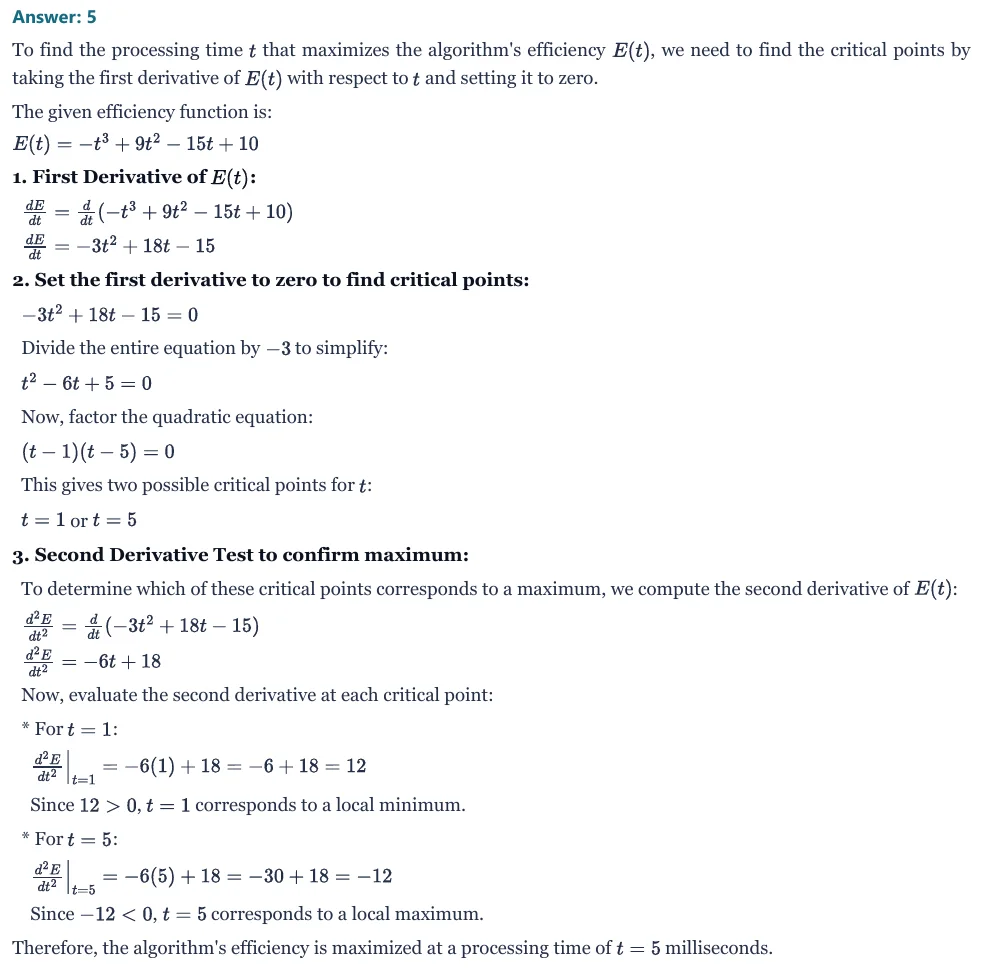 Answer: 5
To find the processing time t that maximizes the algorithm's efficiency E(t), we need to find the critical points by
taking the first derivative of E(t) with respect to t and setting it to zero.
The given efficiency function is:
E(t) = −t³ + 9t² − 15t + 10
1. First Derivative of E(t):
dE/dt = d/dt (−t³ + 9t² − 15t + 10)
dE/dt = −3t² + 18t − 15
2. Set the first derivative to zero to find critical points:
−3t² + 18t − 15 = 0
Divide the entire equation by −3 to simplify:
t² − 6t + 5 = 0
Now, factor the quadratic equation:
(t − 1)(t − 5) = 0
This gives two possible critical points for t:
t = 1 or t = 5
3. Second Derivative Test to confirm maximum:
To determine which of these critical points corresponds to a maximum, we compute the second derivative of E(t):
d²E/dt² = d/dt (−3t² + 18t − 15)
d²E/dt² = −6t + 18
Now, evaluate the second derivative at each critical point:
* For t = 1:
d²E/dt² |t=1 = −6(1) + 18 = −6 + 18 = 12
Since 12 > 0, t = 1 corresponds to a local minimum.
* For t = 5:
d²E/dt² |t=5 = −6(5) + 18 = −30 + 18 = −12
Since −12 < 0, t = 5 corresponds to a local maximum.
Therefore, the algorithm's efficiency is maximized at a processing time of t = 5 milliseconds.